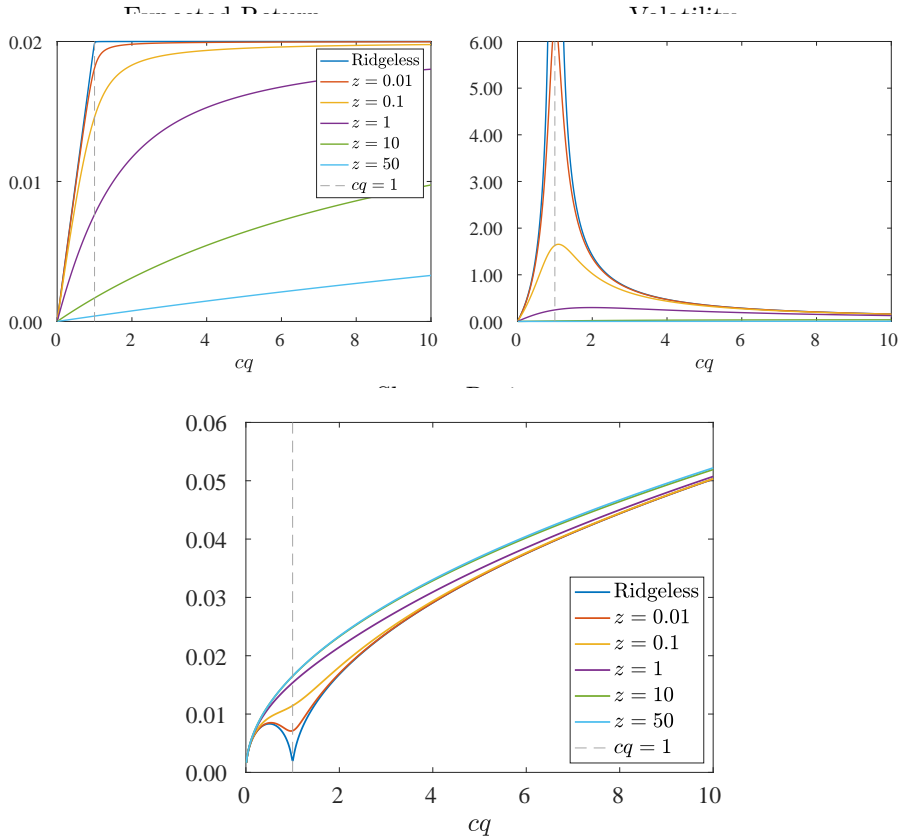 Expected Return
Volatility
0.02
0.01
0.00
0 2 4 6 8 10
cq
Ridgeless
z = 0.01
z = 0.1
z = 1
z = 10
z = 50
cq = 1
6.00
5.00
4.00
3.00
2.00
1.00
0.00
0 2 4 6 8 10
cq
0.06
0.05
0.04
0.03
0.02
0.01
0.00
0 2 4 6 8 10
cq
Ridgeless
z = 0.01
z = 0.1
z = 1
z = 10
z = 50
cq = 1